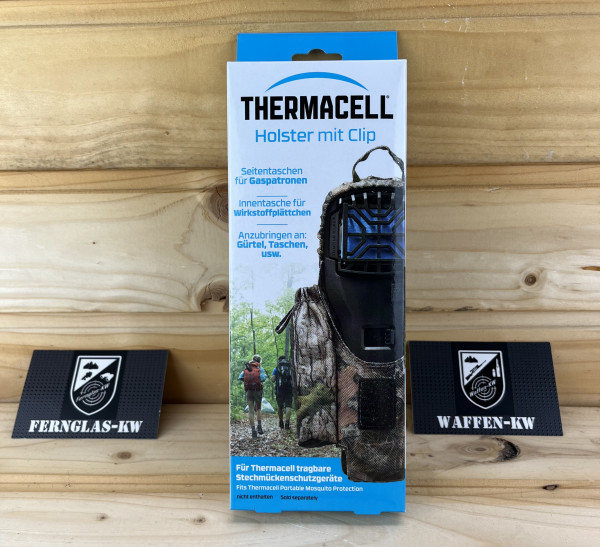 THERMACELL®
Holster mit Clip
Seitentaschen
für Gaspatronen
Innentasche für
Wirkstoffplättchen
Anzubringen an:
Gürtel, Taschen,
usw.
Für Thermacell tragbare
Stechmückenschutzgeräte
Fits Thermacell Portable Mosquito Protection
nicht enthalten Sold separately
FERNGLAS-KW
WAFFEN-KW